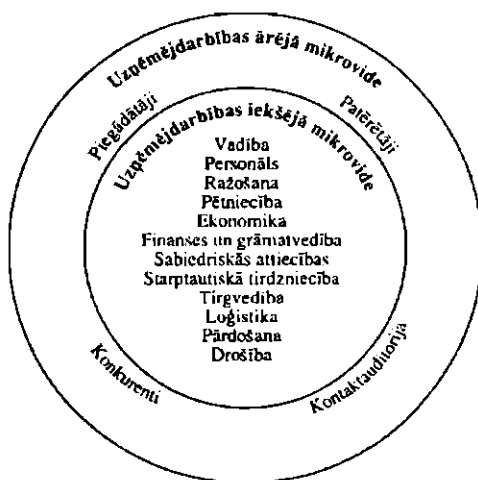 Uzņēmējdarbības ārējā mikrovide
Piegādātāji
Patērētāji
Uzņēmējdarbības iekšējā mikrovide
Vadība
Personāls
Ražošana
Pētniecība
Ekonomika
Finanses un grāmatvedība
Sabiedriskās attiecības
Starptautiskā tirdzniecība
Tirgvedība
Loģistika
Pārdošana
Drošība
Konkurenti
Kontaktauditorija